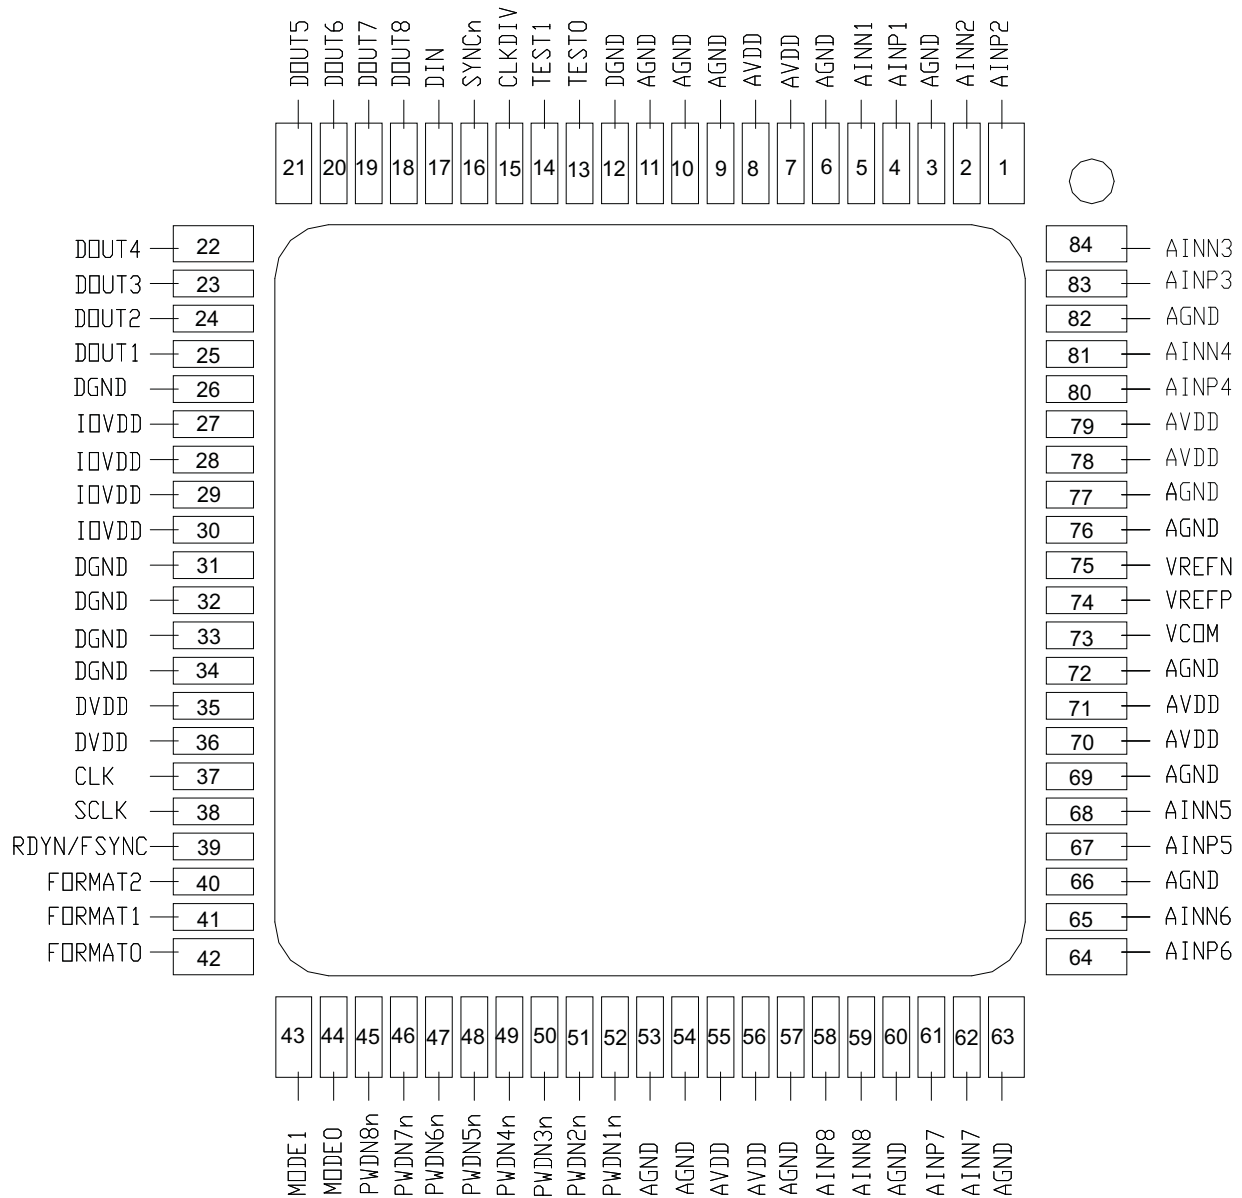 DOUT5 DOUT6 DOUT7 DOUT8 DIN SYNCn CLKDIV TEST1 TEST0 DGND AGND AGND AGND AVDD AVDD AGND AINN1 AINP1 AGND AINN2 AINP2
21 20 19 18 17 16 15 14 13 12 11 10 9 8 7 6 5 4 3 2 1
DOUT4 22 84 AINN3
DOUT3 23 83 AINP3
DOUT2 24 82 AGND
DOUT1 25 81 AINN4
DGND 26 80 AINP4
IOVDD 27 79 AVDD
IOVDD 28 78 AVDD
IOVDD 29 77 AGND
IOVDD 30 76 AGND
DGND 31 75 VREFN
DGND 32 74 VREFP
DGND 33 73 VCOM
DGND 34 72 AGND
DVDD 35 71 AVDD
DVDD 36 70 AVDD
CLK 37 69 AGND
SCLK 38 68 AINN5
RDYN/FSYNC 39 67 AINP5
FORMAT2 40 66 AGND
FORMAT1 41 65 AINN6
FORMAT0 42 64 AINP6
43 44 45 46 47 48 49 50 51 52 53 54 55 56 57 58 59 60 61 62 63
MODE1 MODE0 PWDN8n PWDN7n PWDN6n PWDN5n PWDN4n PWDN3n PWDN2n PWDN1n AGND AGND AVDD AVDD AGND AINP8 AINN8 AGND AINP7 AINN7 AGND